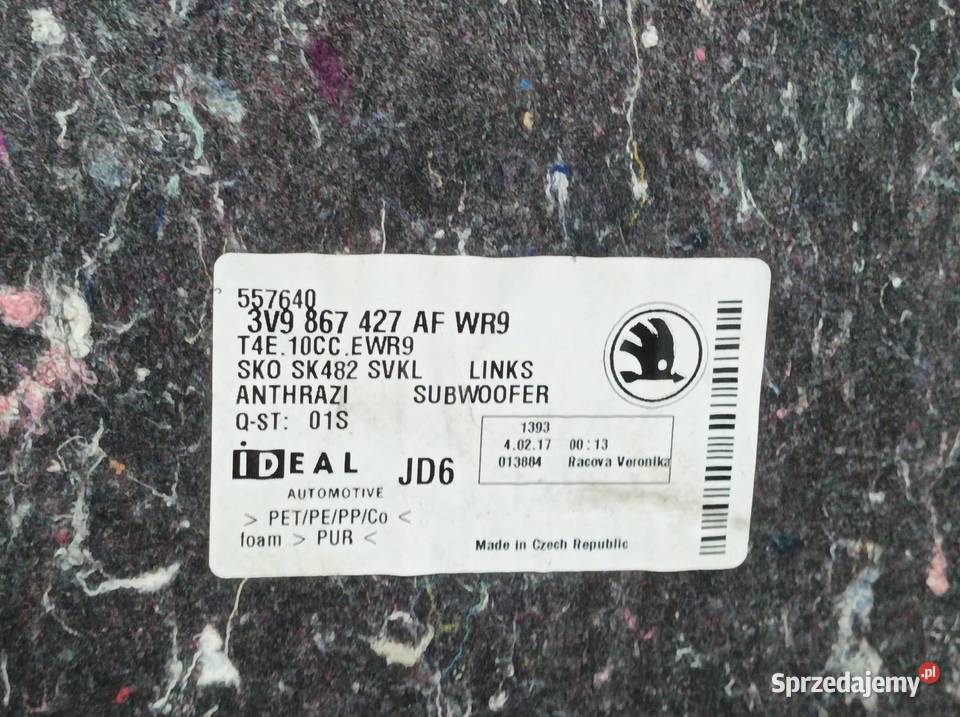 557640
3V9 867 427 AF WR9
T4E.10CC.EWR9
SKO SK482 SVKL LINKS
ANTHRAZI SUBWOOFER
Q-ST: 01S
1393
4.02.17 00:13
013884 Racova Veronika
IDEAL
AUTOMOTIVE
JD6
> PET/PE/PP/Co <
foam > PUR <
Made in Czech Republic
Sprzedajemy.pl